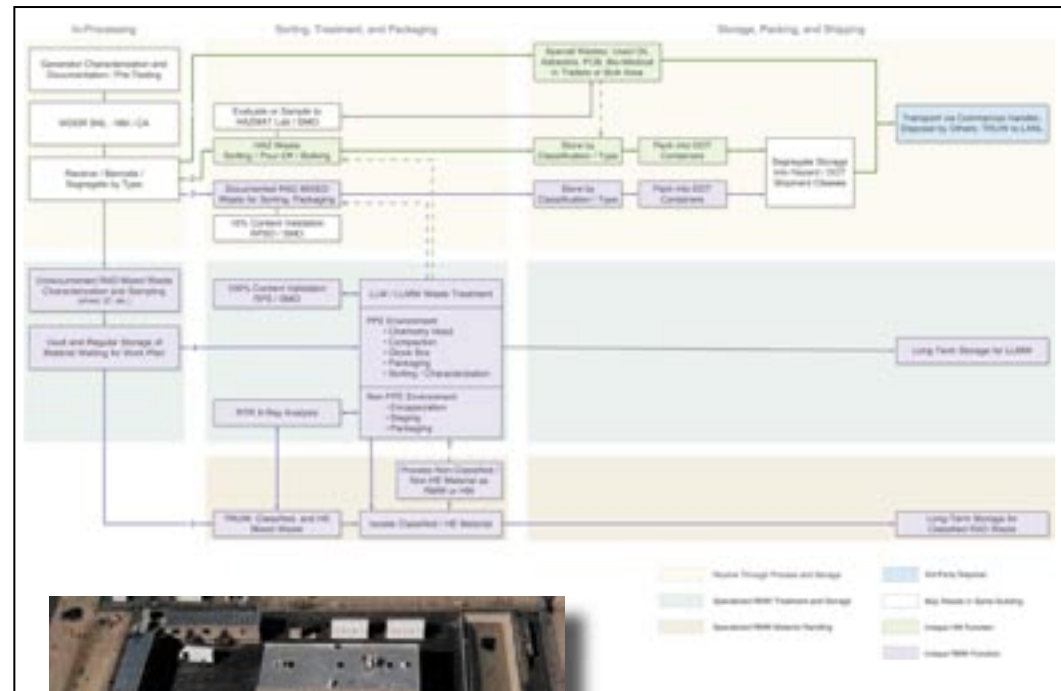 In-Processing
Sorting, Treatment, and Packaging
Storage, Packing, and Shipping
Generator Characterization and
Documentation / Pre-Testing
Receive / 
Segregate by Type
Evaluate or Sample to
HAZMAT Lab / SMO
HAZ Waste
Sorting / Pour-Off / Bulking
Documented RAD MIXED
Waste for Sorting, Packaging
10% Content Validation
Special Wastes: Used Oil,
Asbestos, PCB, Bio-Medical
in Trailers or Bulk Area
Store by
Classification / Type
Pack into DOT
Containers
Store by
Classification / Type
Pack into DOT
Containers
Segregate Storage
into Hazard / DOT
Shipment Classes
Transport via Commercial Handler,
Disposal by Others,
Undocumented RAD Mixed Waste
Characterization and Sampling
Vault and Regular Storage of
Material Waiting for Work Plan
100% Content Validation
RPS / SMO
LLW / LLMW Waste Treatment
PPE Environment
• Chemistry Hood
• Compaction
• Glove Box
• Packaging
• Sorting / Characterization
Non-PPE Environment
• Encapsulation
• Staging
• Packaging
RTR X-Ray Analysis
Long Term Storage for LLMW
Process Non-Classified /
Non HE Material as
RMW or HW
TRUW, Classified, and HE
Mixed Waste
Isolate Classified / HE Material
Long-Term Storage for
Classified RAD Waste
Receive Through Process and Storage
Specialized RMW Treatment and Storage
Specialized RMW Material Handling
3rd Party Disposal
May Reside in Same Building
Unique HW Function
Unique RMW Function